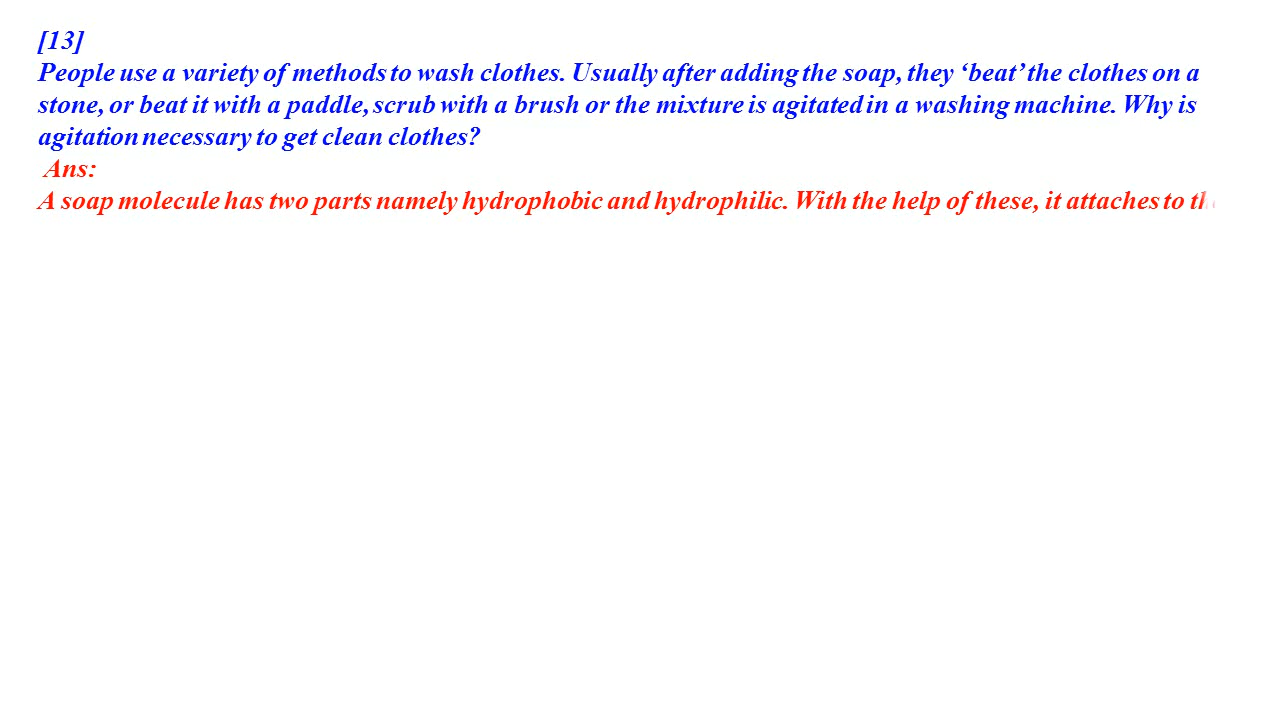 [13]
People use a variety of methods to wash clothes. Usually after adding the soap, they ‘beat’ the clothes on a
stone, or beat it with a paddle, scrub with a brush or the mixture is agitated in a washing machine. Why is
agitation necessary to get clean clothes?
Ans:
A soap molecule has two parts namely hydrophobic and hydrophilic. With the help of these, it attaches to